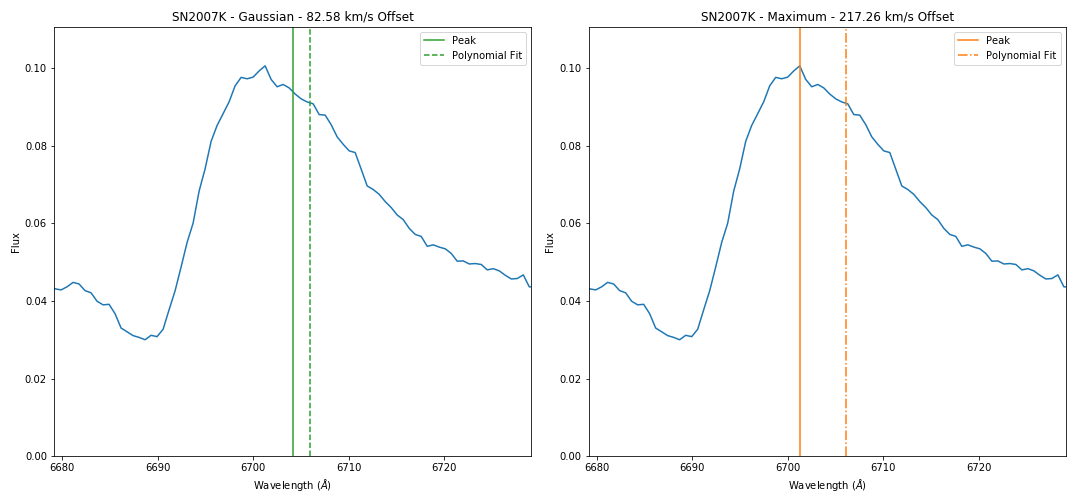 SN2007K - Gaussian - 82.58 km/s Offset
Peak
Polynomial Fit
0.10
0.08
0.06
0.04
0.02
0.00
Flux
6680 6690 6700 6710 6720
Wavelength (Å)
SN2007K - Maximum - 217.26 km/s Offset
Peak
Polynomial Fit
0.10
0.08
0.06
0.04
0.02
0.00
Flux
6680 6690 6700 6710 6720
Wavelength (Å)